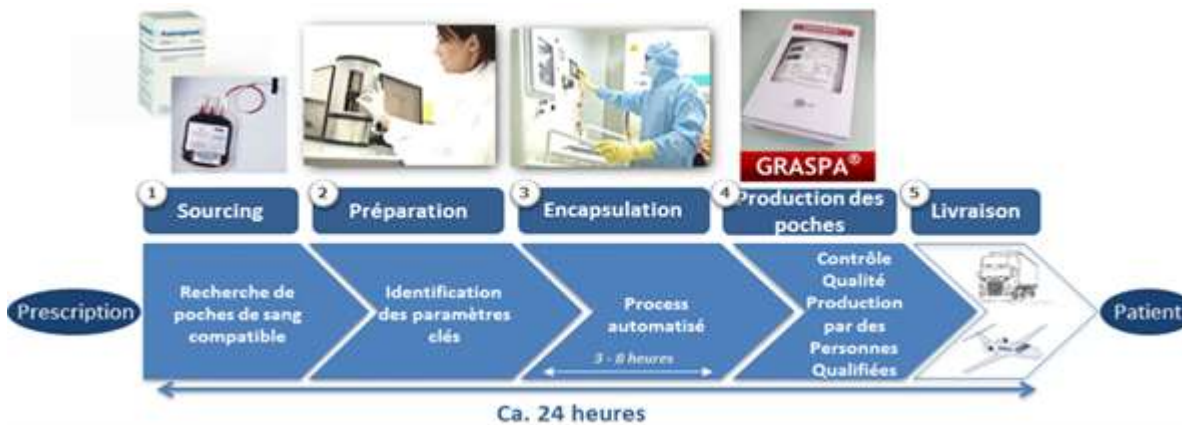 GRASPA®
1
Sourcing
2
Préparation
3
Encapsulation
4
Production des
poches
5
Livraison
Prescription
Recherche de
poches de sang
compatible
Identification
des paramètres
clés
Process
automatisé
3 - 8 heures
Contrôle
Qualité
Production
par des
Personnes
Qualifiées
Patient
Ca. 24 heures